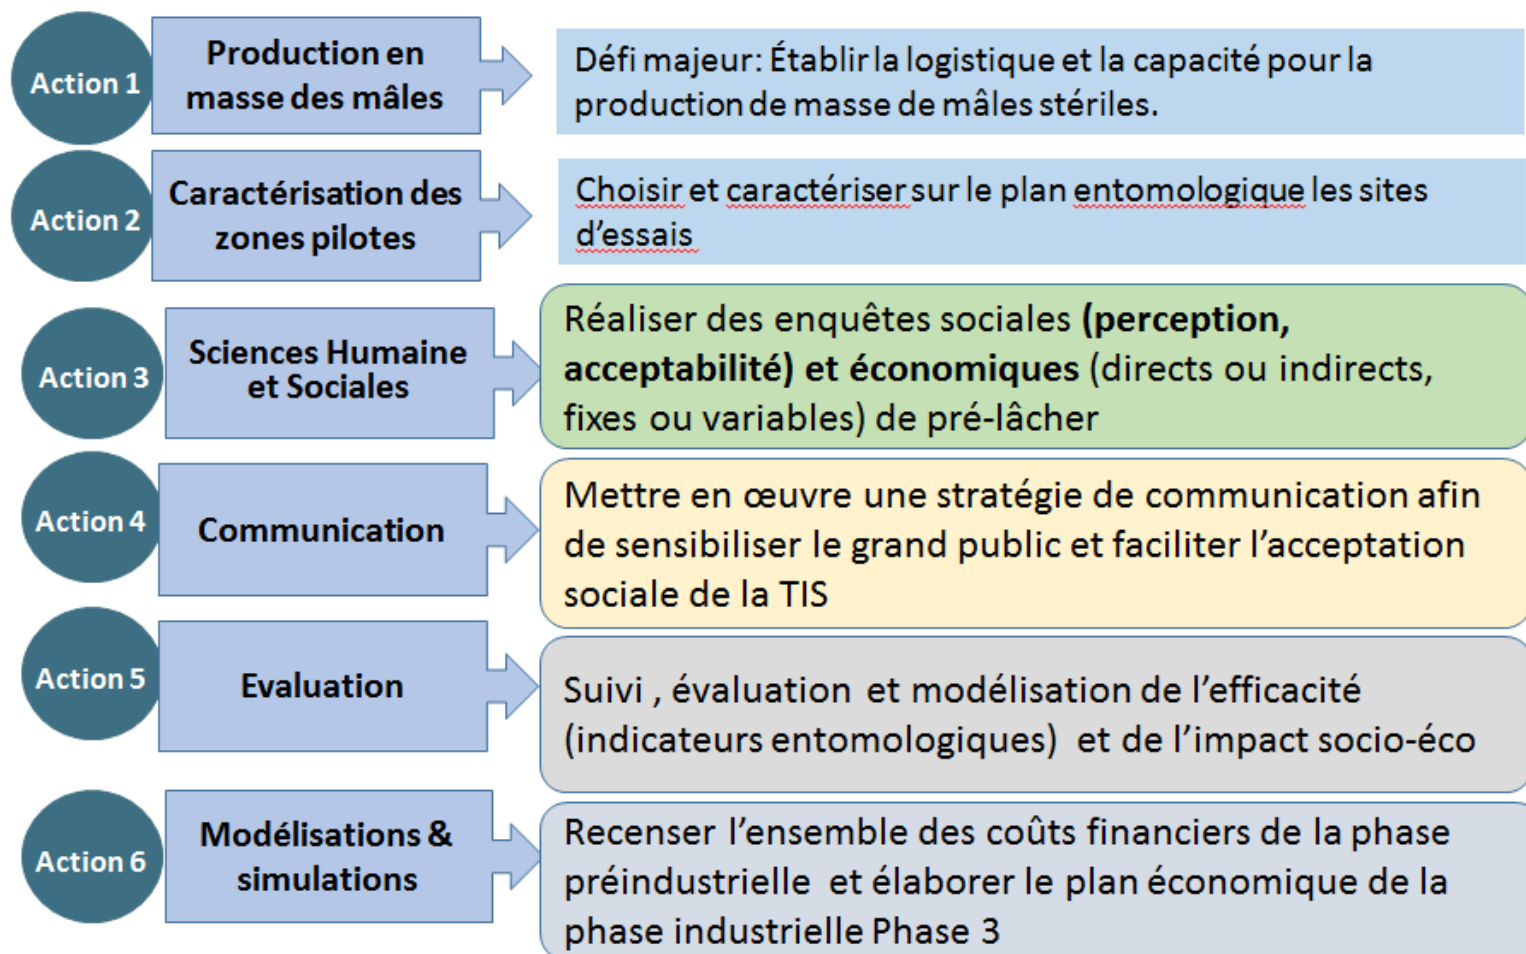 Action 1
Production en
masse des mâles
Défi majeur: Établir la logistique et la capacité pour la
production de masse de mâles stériles.
Action 2
Caractérisation des
zones pilotes
Choisir et caractériser sur le plan entomologique les sites
d’essais
Action 3
Sciences Humaine
et Sociales
Réaliser des enquêtes sociales (perception,
acceptabilité) et économiques (directs ou indirects,
fixes ou variables) de pré-lâcher
Action 4
Communication
Mettre en œuvre une stratégie de communication afin
de sensibiliser le grand public et faciliter l’acceptation
sociale de la TIS
Action 5
Evaluation
Suivi , évaluation et modélisation de l’efficacité
(indicateurs entomologiques) et de l’impact socio-éco
Action 6
Modélisations &
simulations
Recenser l’ensemble des coûts financiers de la phase
préindustrielle et élaborer le plan économique de la
phase industrielle Phase 3